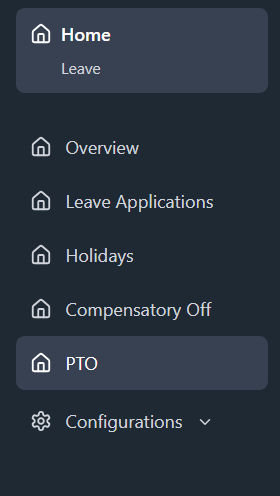 Home
Leave
Overview
Leave Applications
Holidays
Compensatory Off
PTO
Configurations